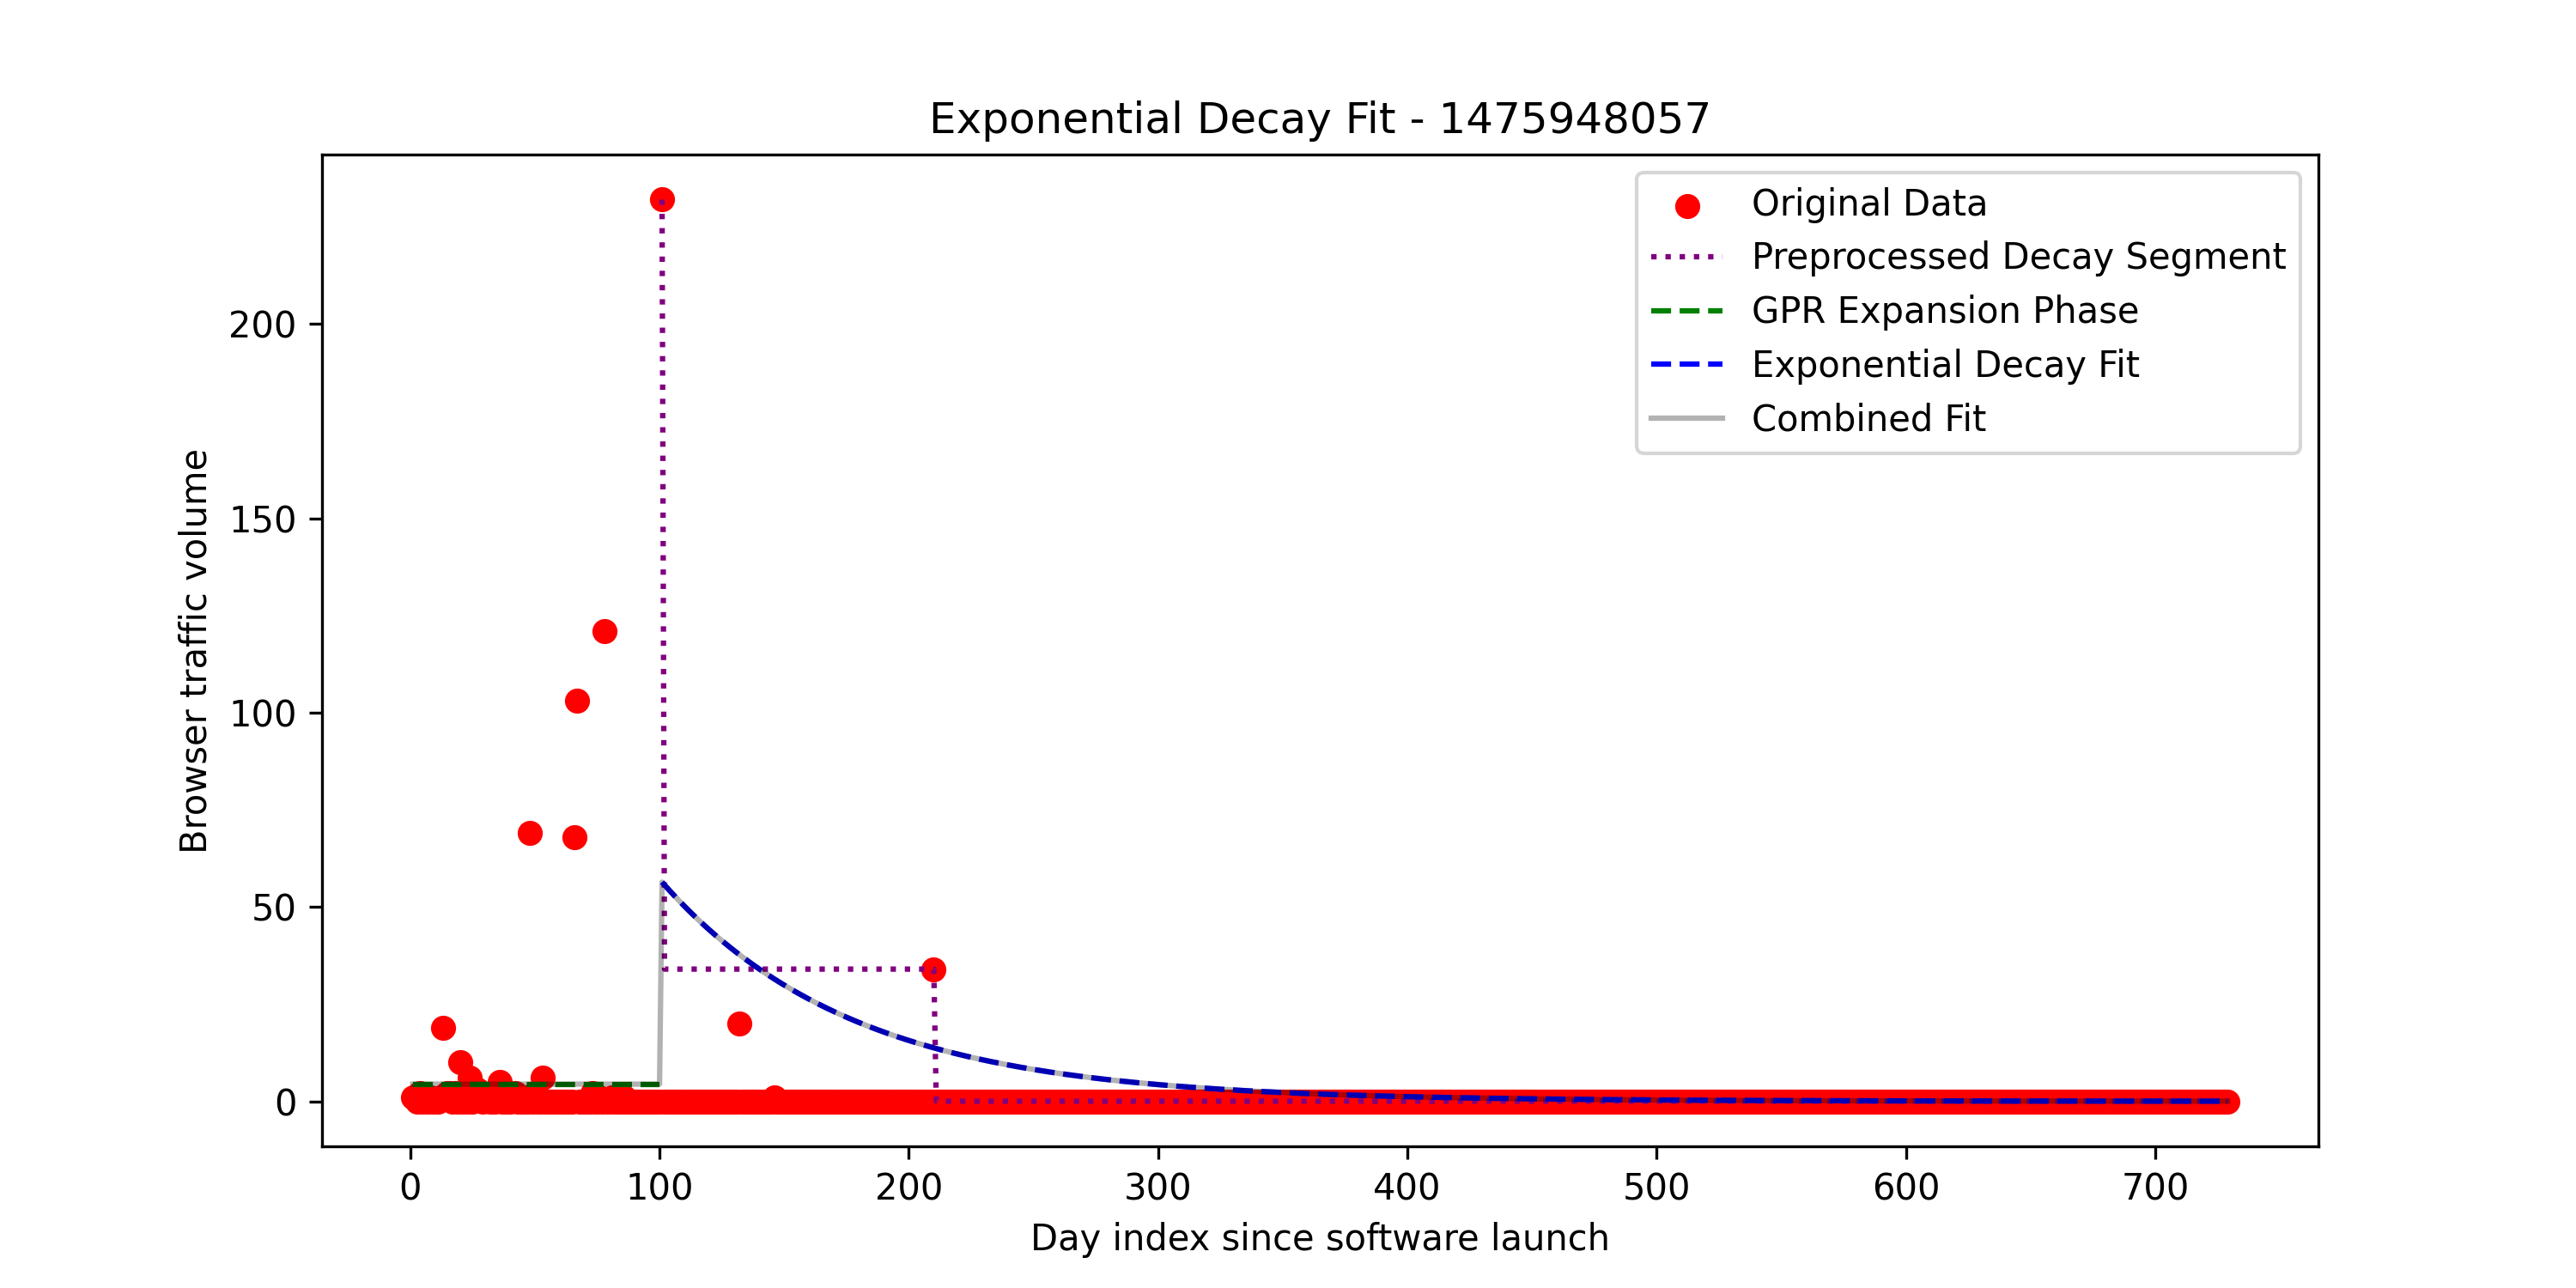 Exponential Decay Fit - 1475948057
Original Data
Preprocessed Decay Segment
GPR Expansion Phase
Exponential Decay Fit
Combined Fit
Browser traffic volume
200
150
100
50
0
0 100 200 300 400 500 600 700
Day index since software launch